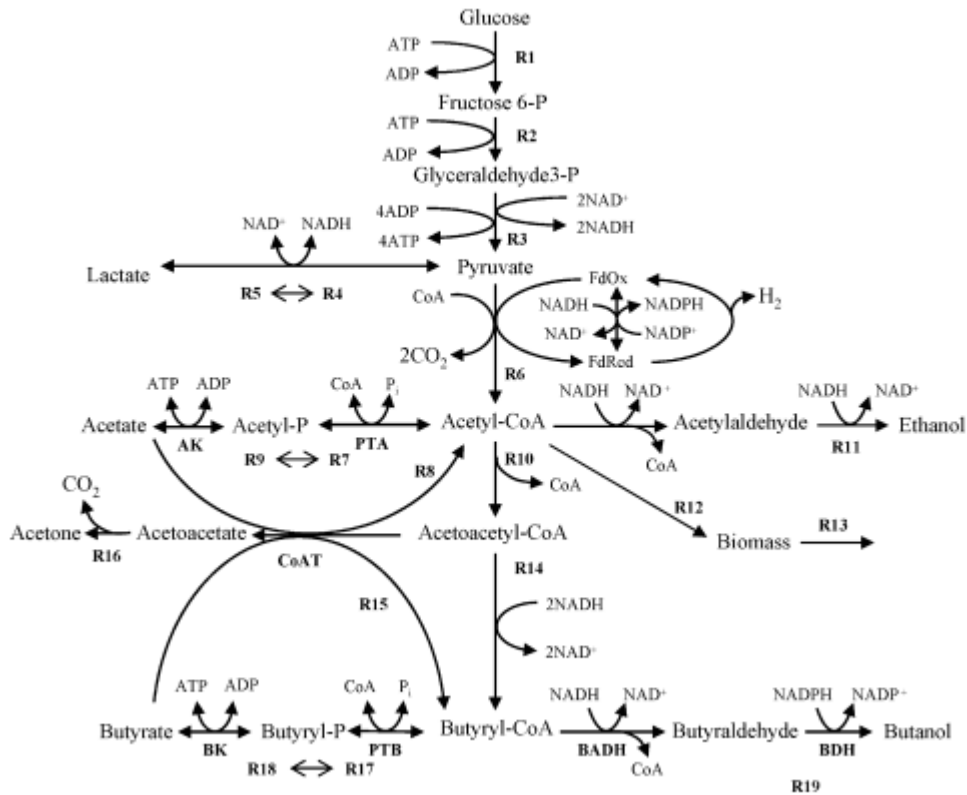 Glucose
ATP
R1
ADP
Fructose 6-P
ATP
R2
ADP
Glyceraldehyde3-P
2NAD+
4ADP
NAD+ NADH
2NADH
4ATP R3
Lactate
Pyruvate
FdOx
R5 R4
CoA
NADH NADPH
H2
NAD+ NADP+
2CO2
FdRed
R6
ATP ADP
CoA Pi
NADH NAD+
NADH NAD+
Acetate Acetyl-P Acetyl-CoA Acetylaldehyde Ethanol
AK PTA
R11
R9 R7
R8 R10
CoA
CO2
CoA
R12
Acetone Acetoacetate Acetoacetyl-CoA Biomass R13
R16
CoAT
R14
R15
2NADH
2NAD+
ATP ADP
CoA Pi
NADH NAD+
NADPH NADP+
Butyrate Butyryl-P Butyryl-CoA Butyraldehyde Butanol
BK PTB BADH BDH
CoA
R18 R17
R19